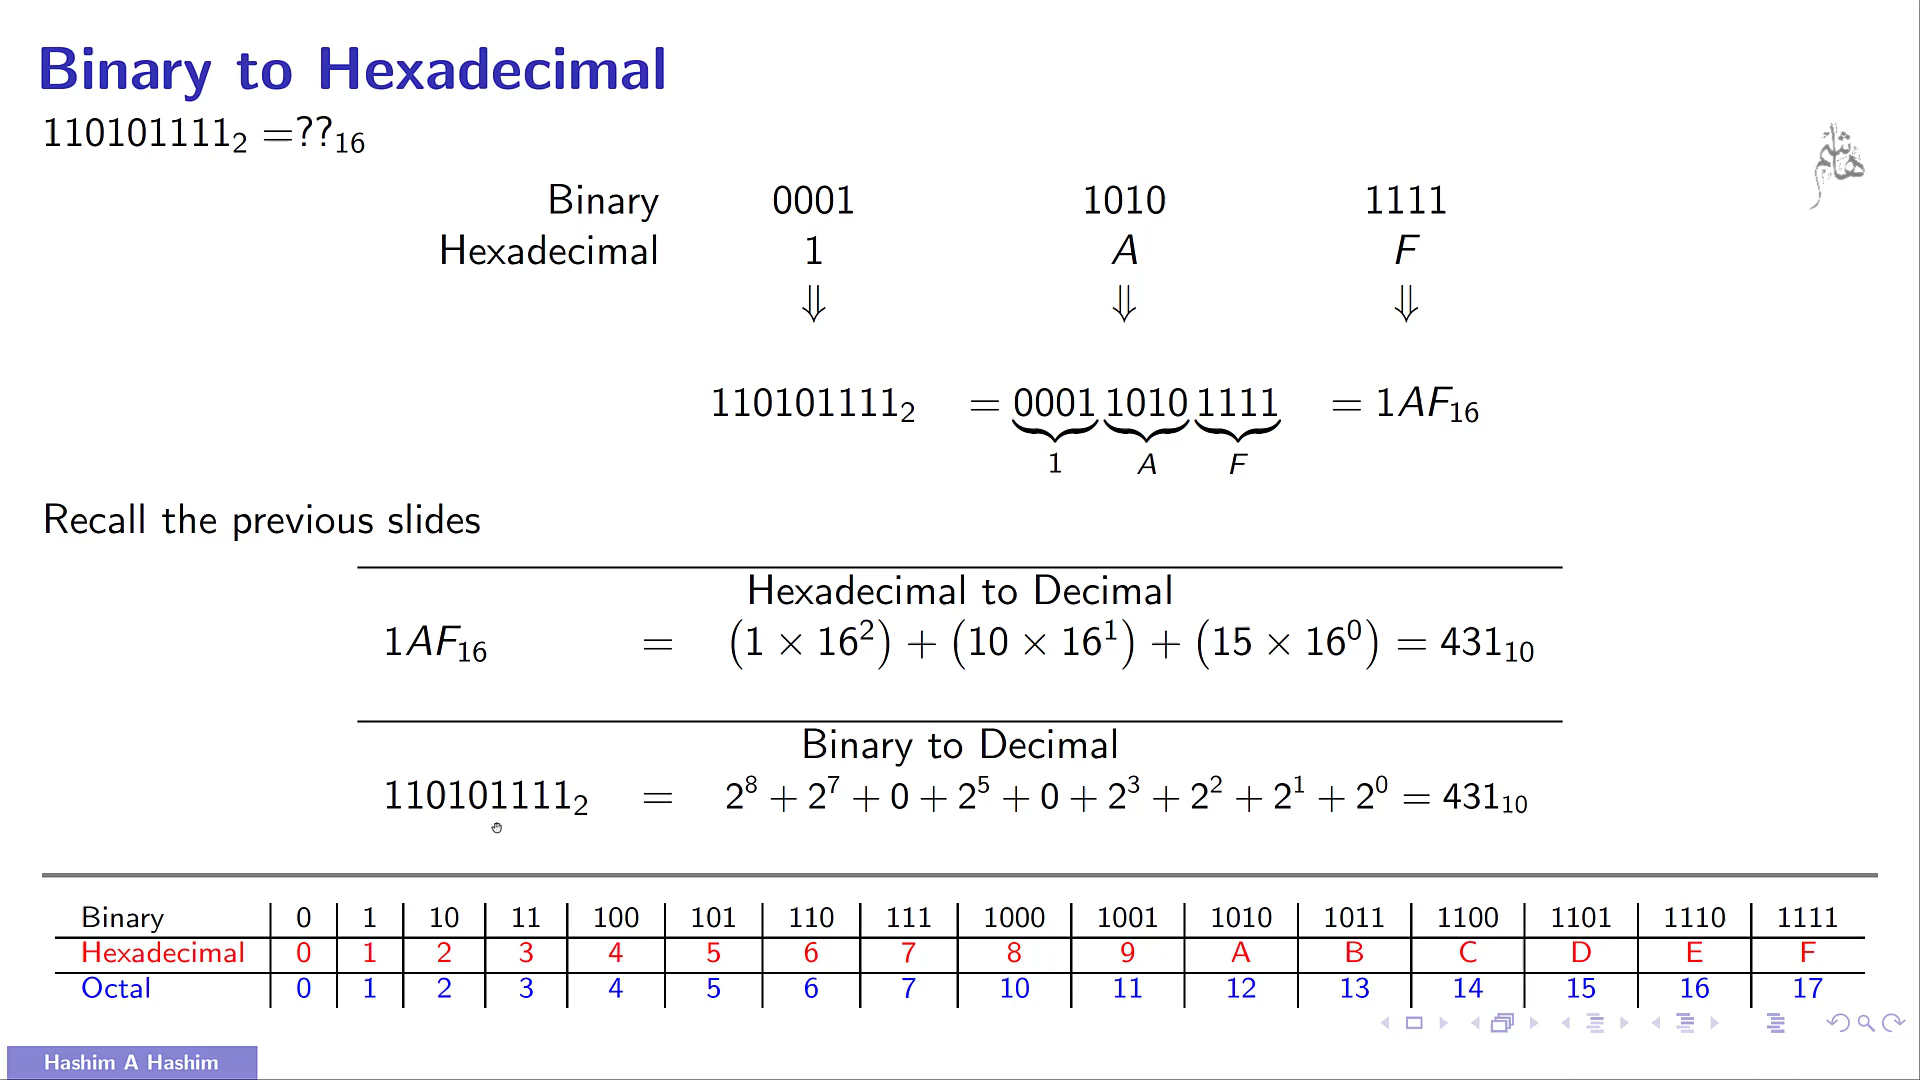 Binary to Hexadecimal
110101111₂ =??₁₆
هاشم
Binary 0001 1010 1111
Hexadecimal 1 A F
⇓ ⇓ ⇓
110101111₂ = 0001 1010 1111 = 1AF₁₆
1 A F
Recall the previous slides
Hexadecimal to Decimal
1AF₁₆ = (1 × 16²) + (10 × 16¹) + (15 × 16⁰) = 431₁₀
Binary to Decimal
110101111₂ = 2⁸ + 2⁷ + 0 + 2⁵ + 0 + 2³ + 2² + 2¹ + 2⁰ = 431₁₀
Binary 0 1 10 11 100 101 110 111 1000 1001 1010 1011 1100 1101 1110 1111
Hexadecimal 0 1 2 3 4 5 6 7 8 9 A B C D E F
Octal 0 1 2 3 4 5 6 7 10 11 12 13 14 15 16 17
Hashim A Hashim